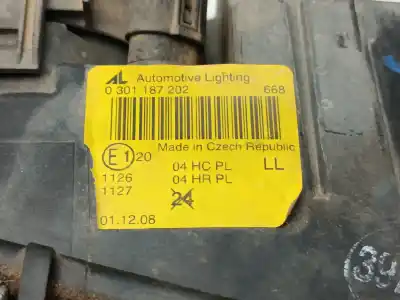 AL Automotive Lighting
0 301 187 202 668
Made in Czech Republic
E1 20 04 HC PL LL
1126 04 HR PL
1127 24
01.12.08